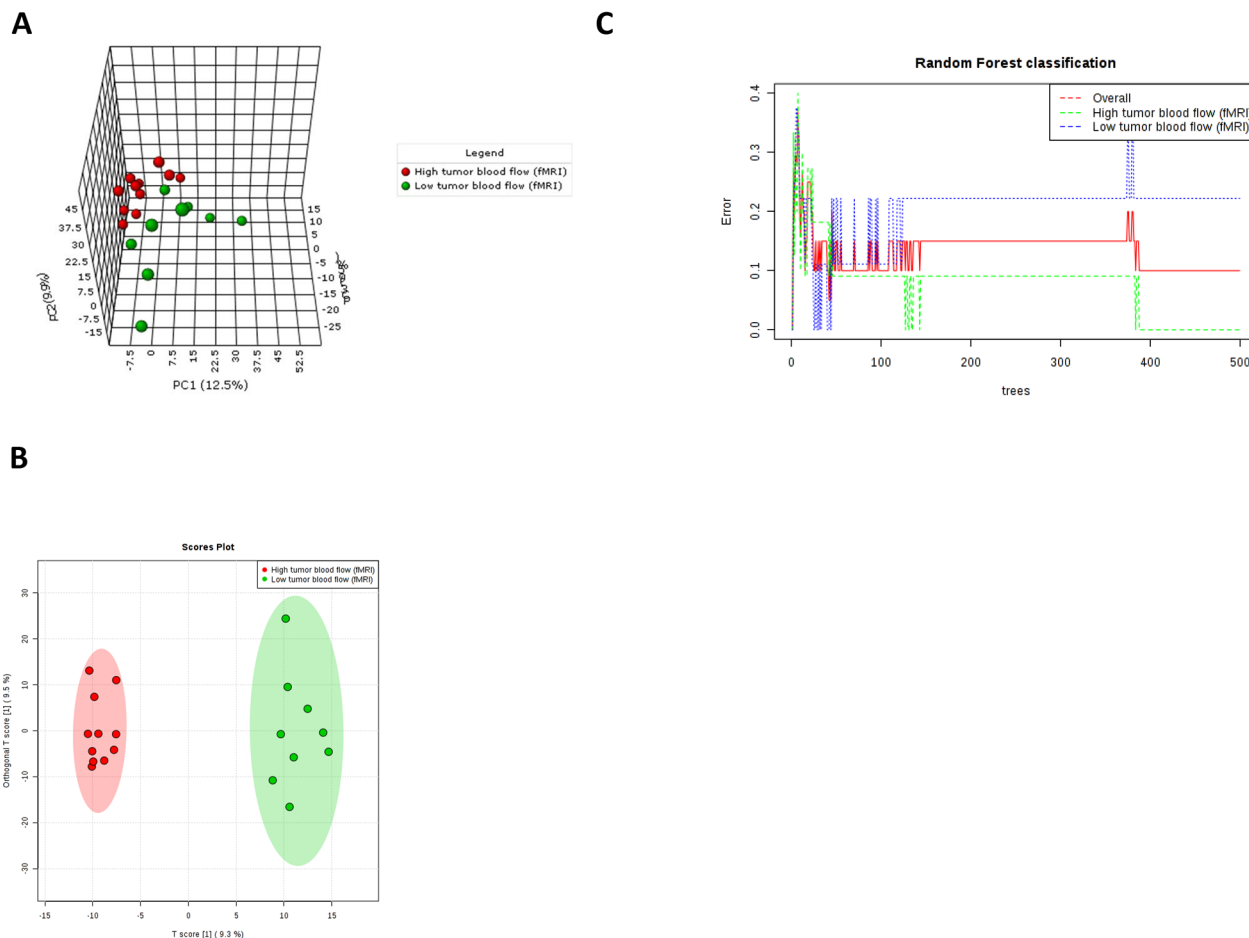 A
C
45
37.5
30
22.5
15
7.5
0
-7.5
-15
PC2(9.9%)
15
10
5
0
-5
-10
-15
-20
-25
-7.5
0
7.5
15
22.5
30
37.5
45
52.5
PC1 (12.5%)
Legend
High tumor blood flow (fMRI)
Low tumor blood flow (fMRI)
Random Forest classification
Overall
High tumor blood flow (fMRI)
Low tumor blood flow (fMRI)
0.4
0.3
0.2
0.1
0.0
Error
0
100
200
300
400
500
trees
B
Scores Plot
High tumor blood flow (fMRI)
Low tumor blood flow (fMRI)
30
20
10
0
-10
-20
-30
Orthogonal T score [1] ( 9.5 %)
-15
-10
-5
0
5
10
15
T score [1] ( 9.3 %)